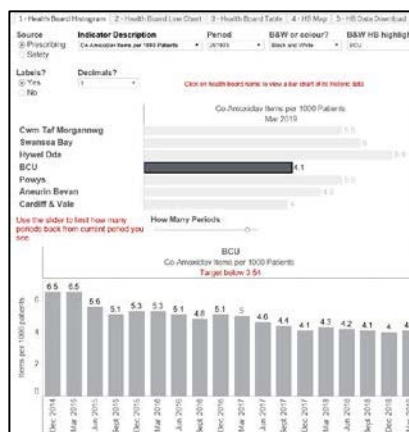 1 - Health Board Histogram 2 - Health Board Line Chart 3 - Health Board Table 4 - HB Map 5 - HB Data Download
Source Indicator Description Period B&W or colour? B&W HB highlight
Prescribing Co-Amoxiclav Items per 1000 Patients Black and White BCU
Safety
Labels? Decimals?
Yes 1
No
Click on health board name to view a bar chart of its historic data
Co-Amoxiclav Items per 1000 Patients
Mar 2019
Cwm Taf Morgannwg
Swansea Bay
Hywel Dda
BCU 4.1
Powys
Aneurin Bevan
Cardiff & Vale
Use the slider to limit how many
periods back from current period you
see.
How Many Periods
BCU
Co-Amoxiclav Items per 1000 Patients
Target below 3.54
Items per 1000 patients
6
4
2
0
6.5 6.5 5.6 5.1 5.3 5.3 5.1 4.8 5.1 5 4.6 4.4 4.1 4.3 4.2 4.1 4
Dec 2014 Mar 2015 Jun 2015 Sept 2015 Dec 2015 Mar 2016 Jun 2016 Sept 2016 Dec 2016 Mar 2017 Jun 2017 Sept 2017 Dec 2017 Mar 2018 Jun 2018 Sept 2018 Dec 2018